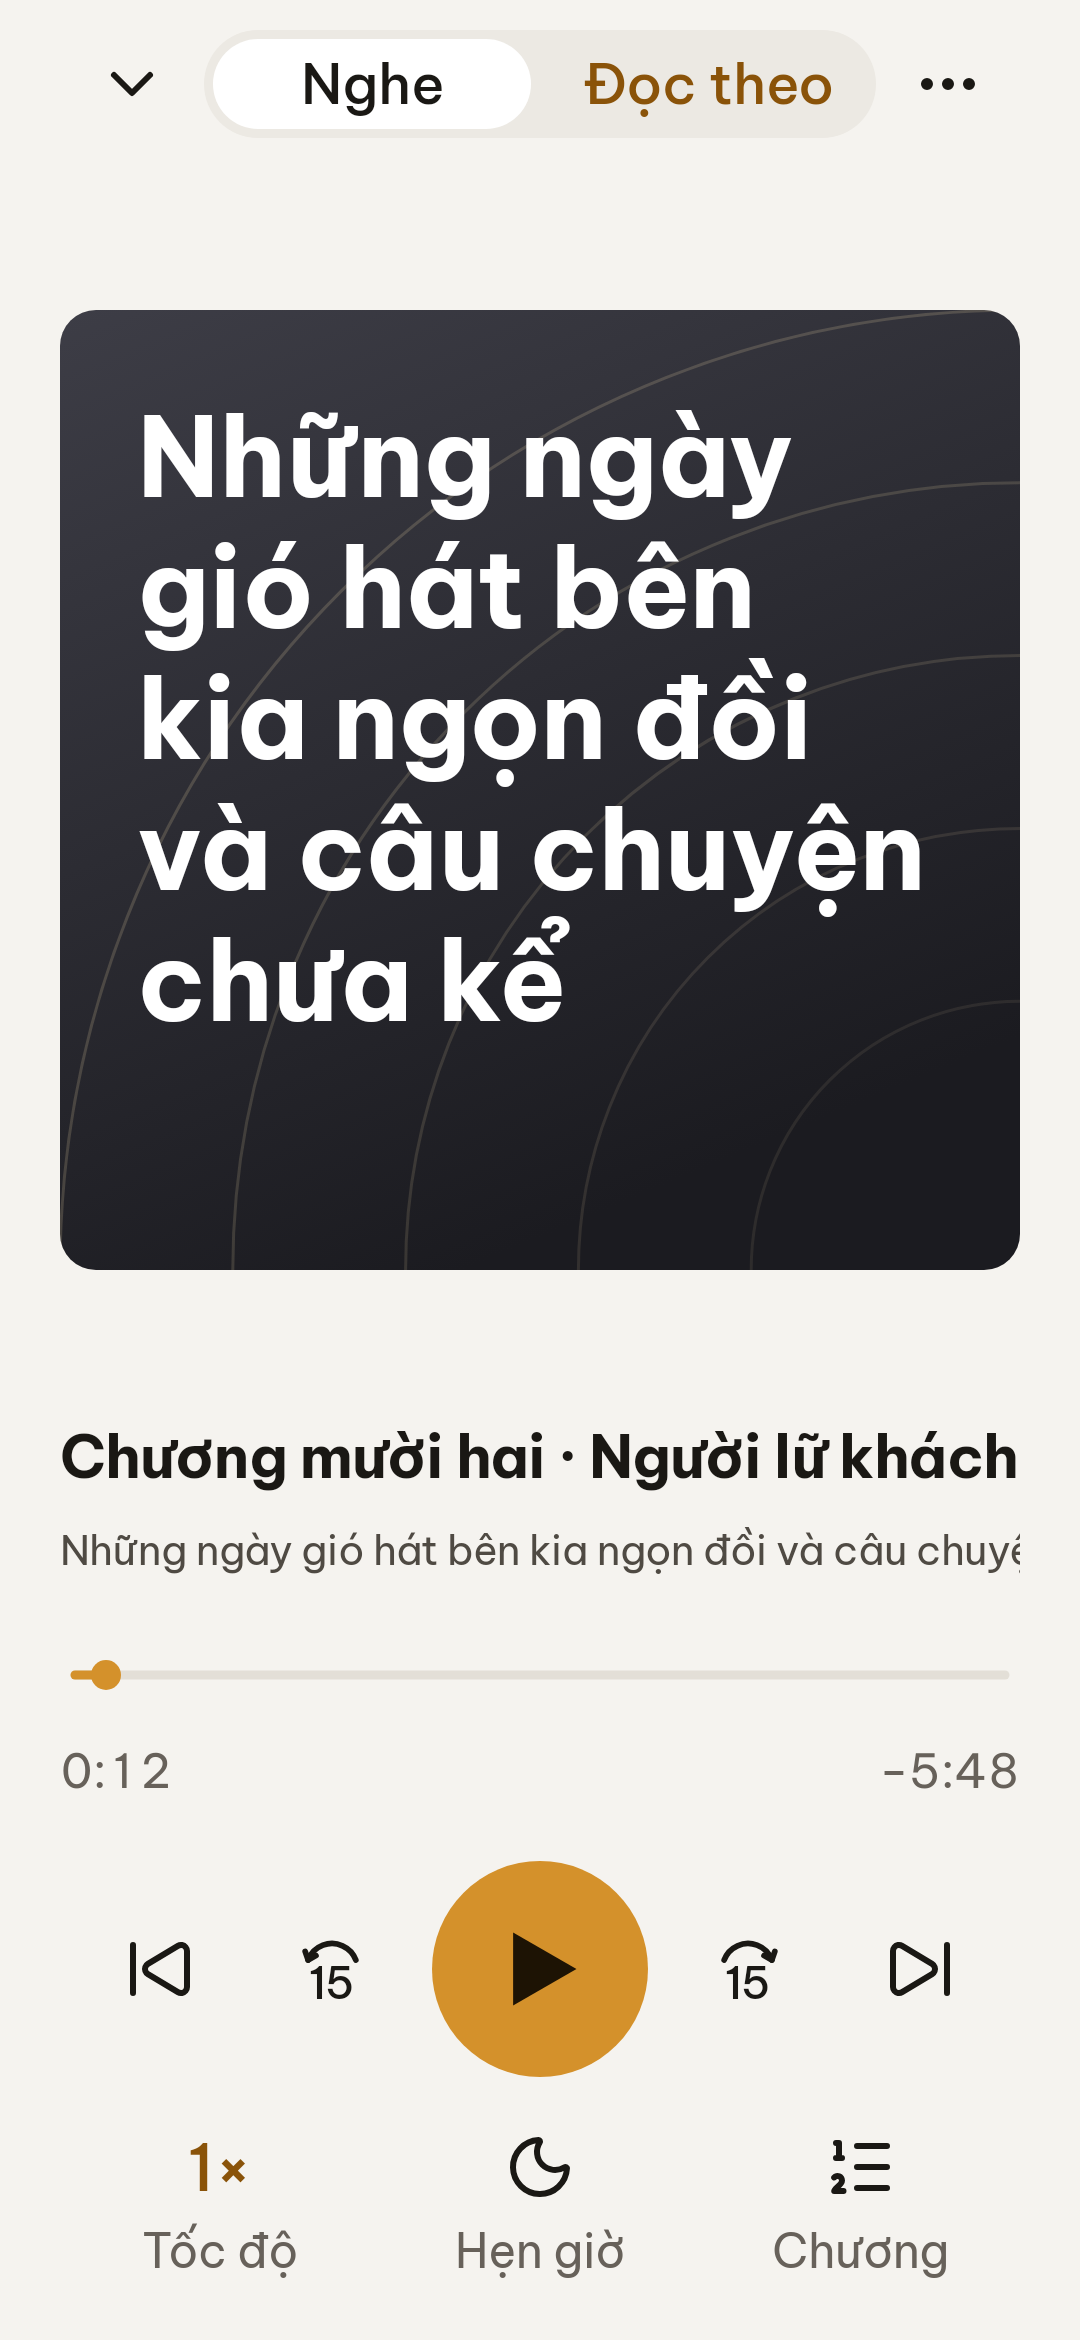 Nghe
Đọc theo
Những ngày
gió hát bên
kia ngọn đồi
và câu chuyện
chưa kể
Chương mười hai · Người lữ khách
Những ngày gió hát bên kia ngọn đồi và câu
0:12
−5:48
15
15
1×
Tốc độ
Hẹn giờ
Chương